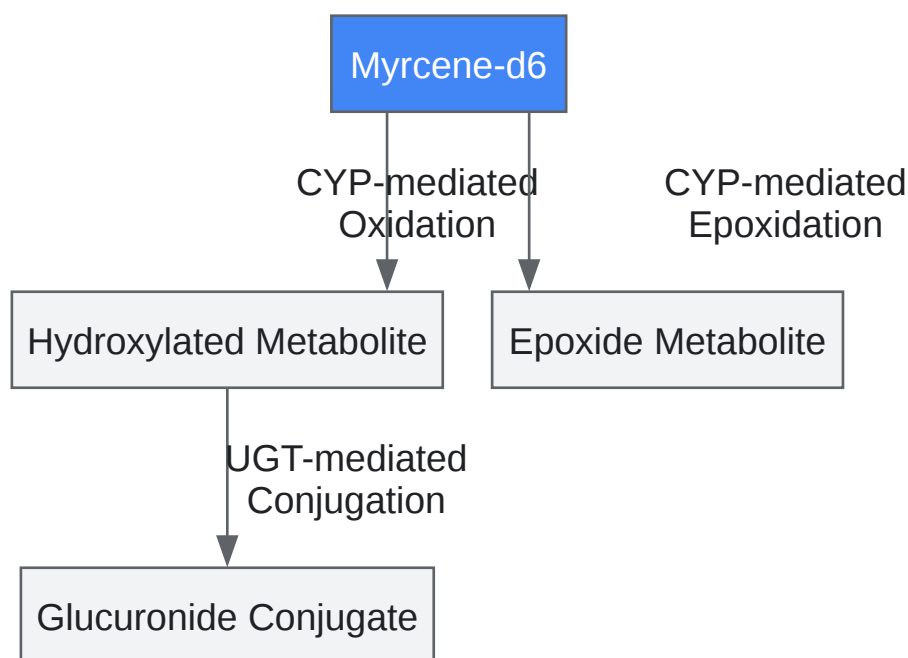 Myrcene-d6
CYP-mediated
Oxidation
CYP-mediated
Epoxidation
Hydroxylated Metabolite
Epoxide Metabolite
UGT-mediated
Conjugation
Glucuronide Conjugate